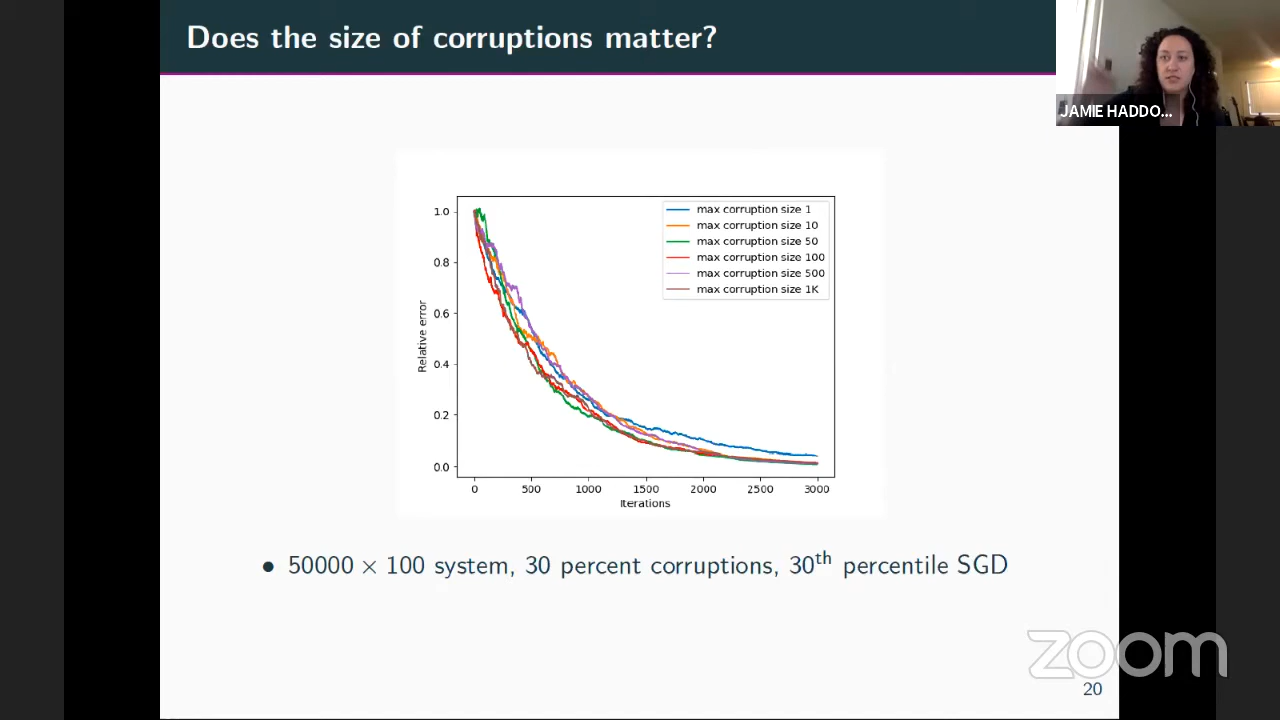 Does the size of corruptions matter?
JAMIE HADDO...
max corruption size 1
max corruption size 10
max corruption size 50
max corruption size 100
max corruption size 500
max corruption size 1K
Relative error
1.0
0.8
0.6
0.4
0.2
0.0
0 500 1000 1500 2000 2500 3000
Iterations
• 50000 × 100 system, 30 percent corruptions, 30th percentile SGD
zoom
20